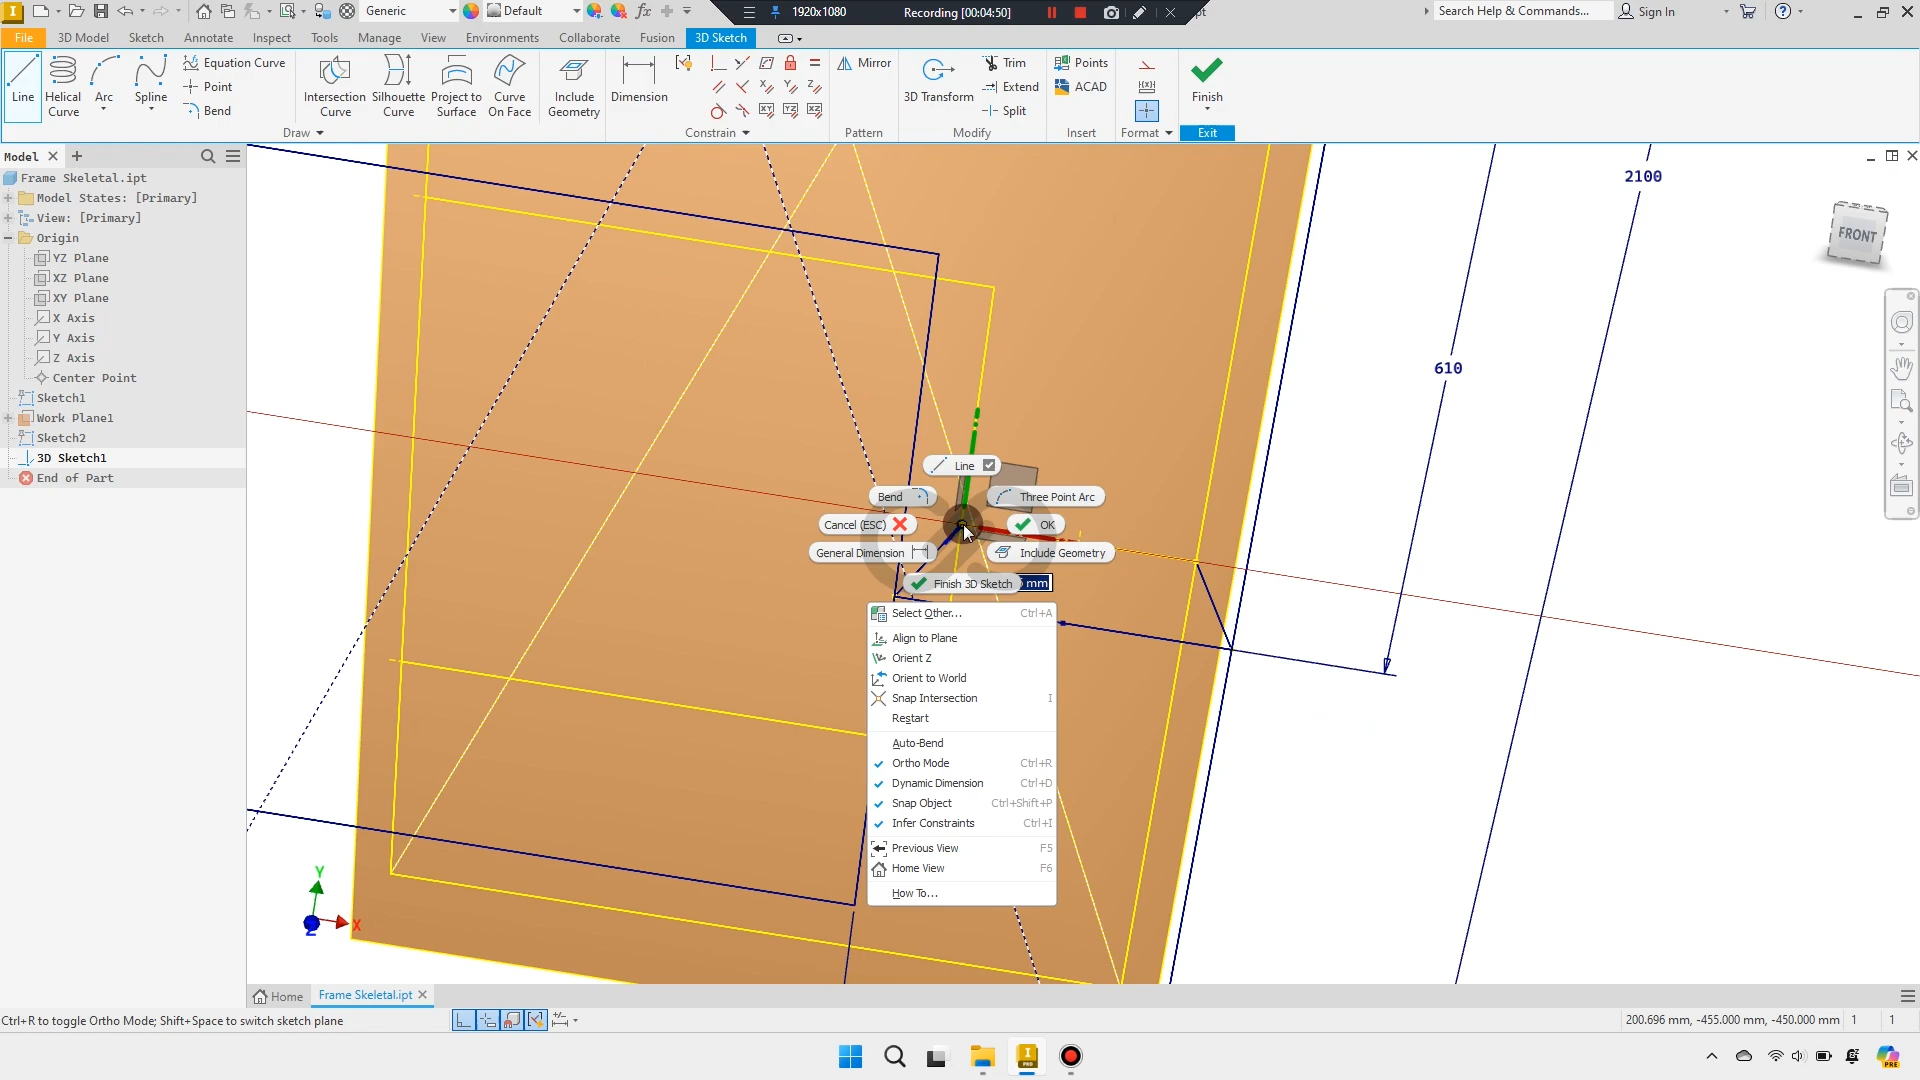 Generic
Default
1920x1080
Recording [00:04:50]
pt
Search Help & Commands...
Sign In
File
3D Model
Sketch
Annotate
Inspect
Tools
Manage
View
Environments
Collaborate
Fusion
3D Sketch
Line
Helical Curve
Arc
Spline
Equation Curve
Point
Bend
Intersection Curve
Silhouette Curve
Project to Surface
Curve On Face
Include Geometry
Dimension
Mirror
3D Transform
Trim
Extend
Split
Points
ACAD
Finish
Draw
Constrain
Pattern
Modify
Insert
Format
Exit
Model
Frame Skeletal.ipt
Model States: [Primary]
View: [Primary]
Origin
YZ Plane
XZ Plane
XY Plane
X Axis
Y Axis
Z Axis
Center Point
Sketch1
Work Plane1
Sketch2
3D Sketch1
End of Part
2100
610
FRONT
Line
Bend
Three Point Arc
Cancel (ESC)
OK
General Dimension
Include Geometry
Finish 3D Sketch
mm
Select Other... Ctrl+A
Align to Plane
Orient Z
Orient to World
Snap Intersection I
Restart
Auto-Bend
Ortho Mode Ctrl+R
Dynamic Dimension Ctrl+D
Snap Object Ctrl+Shift+P
Infer Constraints Ctrl+I
Previous View F5
Home View F6
How To...
Y
X
Z
Home
Frame Skeletal.ipt
Ctrl+R to toggle Ortho Mode; Shift+Space to switch sketch plane
200.696 mm, -455.000 mm, -450.000 mm 1 1